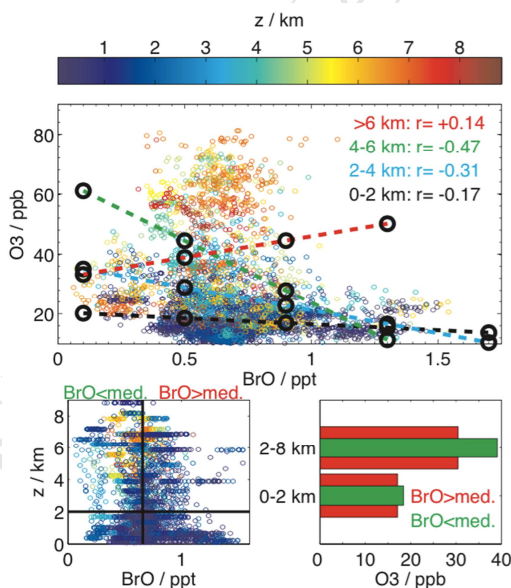 z / km
1 2 3 4 5 6 7 8
>6 km: r= +0.14
4-6 km: r= -0.47
2-4 km: r= -0.31
0-2 km: r= -0.17
O3 / ppb
80
60
40
20
0 0.5 1 1.5
BrO / ppt
BrO<med. BrO>med.
z / km
8
6
4
2
0
0 1
BrO / ppt
2-8 km
0-2 km
BrO>med.
BrO<med.
0 10 20 30 40
O3 / ppb